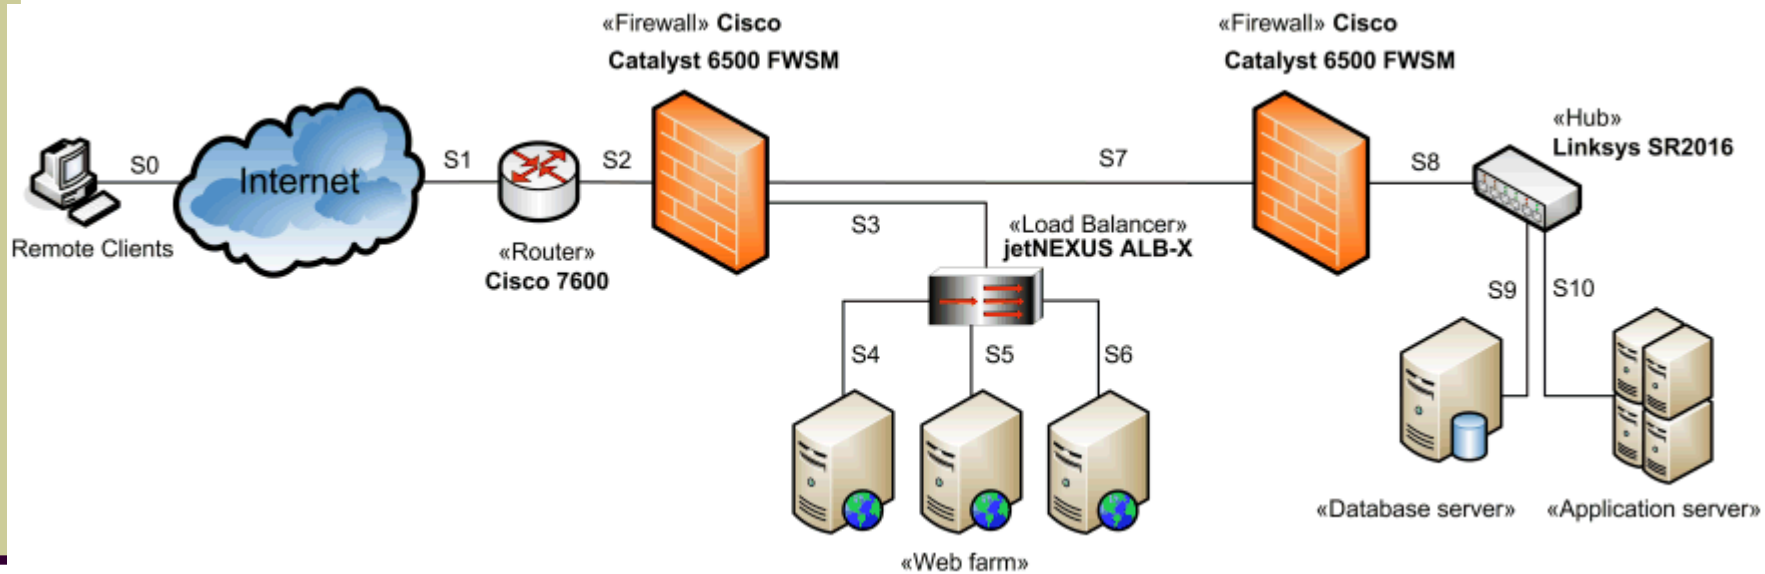 «Firewall» Cisco
Catalyst 6500 FWSM
«Firewall» Cisco
Catalyst 6500 FWSM
«Hub»
Linksys SR2016
S0
Internet
S1
S2
S7
S8
Remote Clients
«Router»
Cisco 7600
S3
«Load Balancer»
jetNEXUS ALB-X
S9
S10
S4
S5
S6
«Database server»
«Application server»
«Web farm»